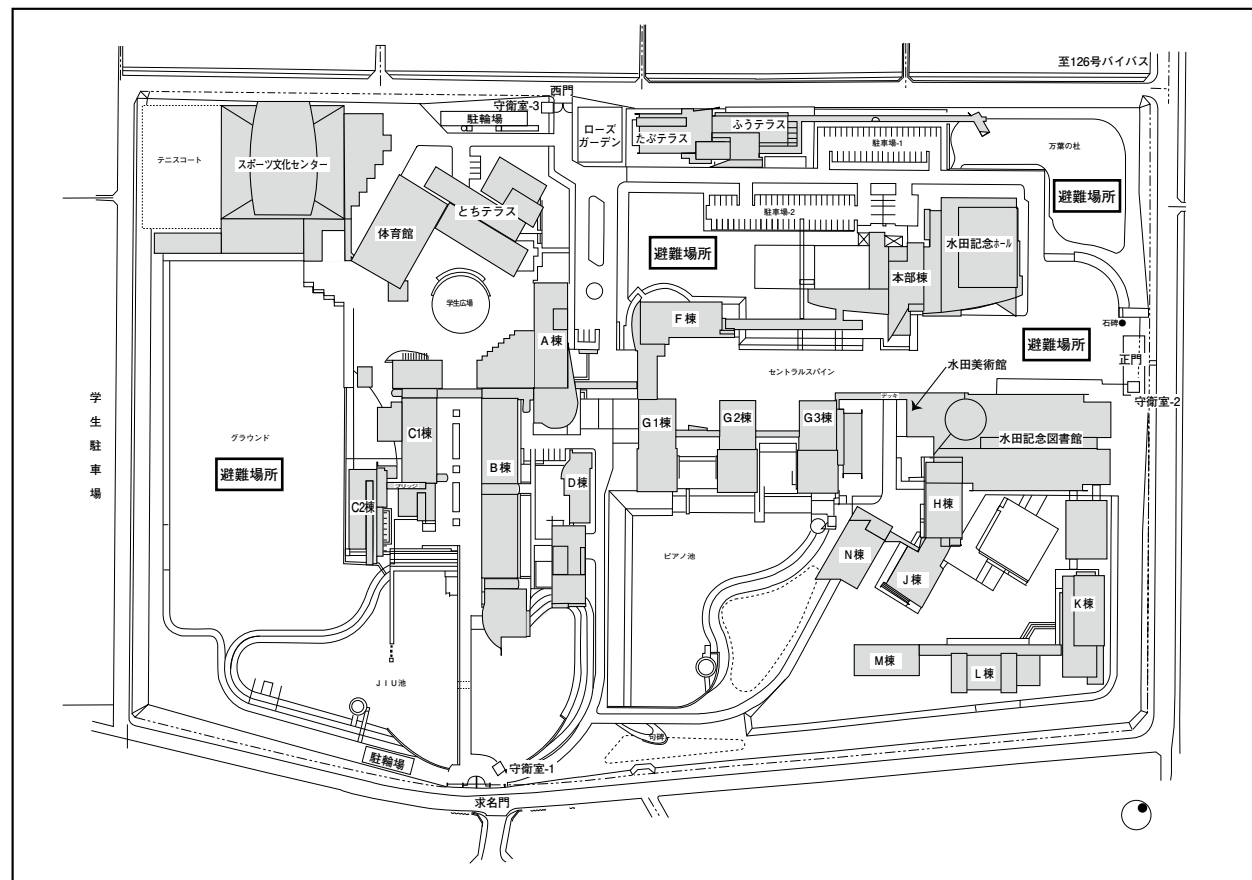 至126号バイパス
西門
守衛室-3
駐輪場
ローズ
ガーデン
たぶテラス
ふうテラス
駐車場-1
万葉の杜
テニスコート
スポーツ文化センター
とちテラス
体育館
駐車場-2
避難場所
避難場所
水田記念ホール
本部棟
学生広場
A棟
F棟
石碑
避難場所
正門
セントラルスパイン
水田美術館
守衛室-2
デッキ
学生駐車場
グラウンド
避難場所
C1棟
B棟
D棟
G1棟
G2棟
G3棟
水田記念図書館
C2棟
ブリッジ
H棟
ピアノ池
N棟
J棟
K棟
M棟
L棟
JIU池
句碑
駐輪場
守衛室-1
求名門